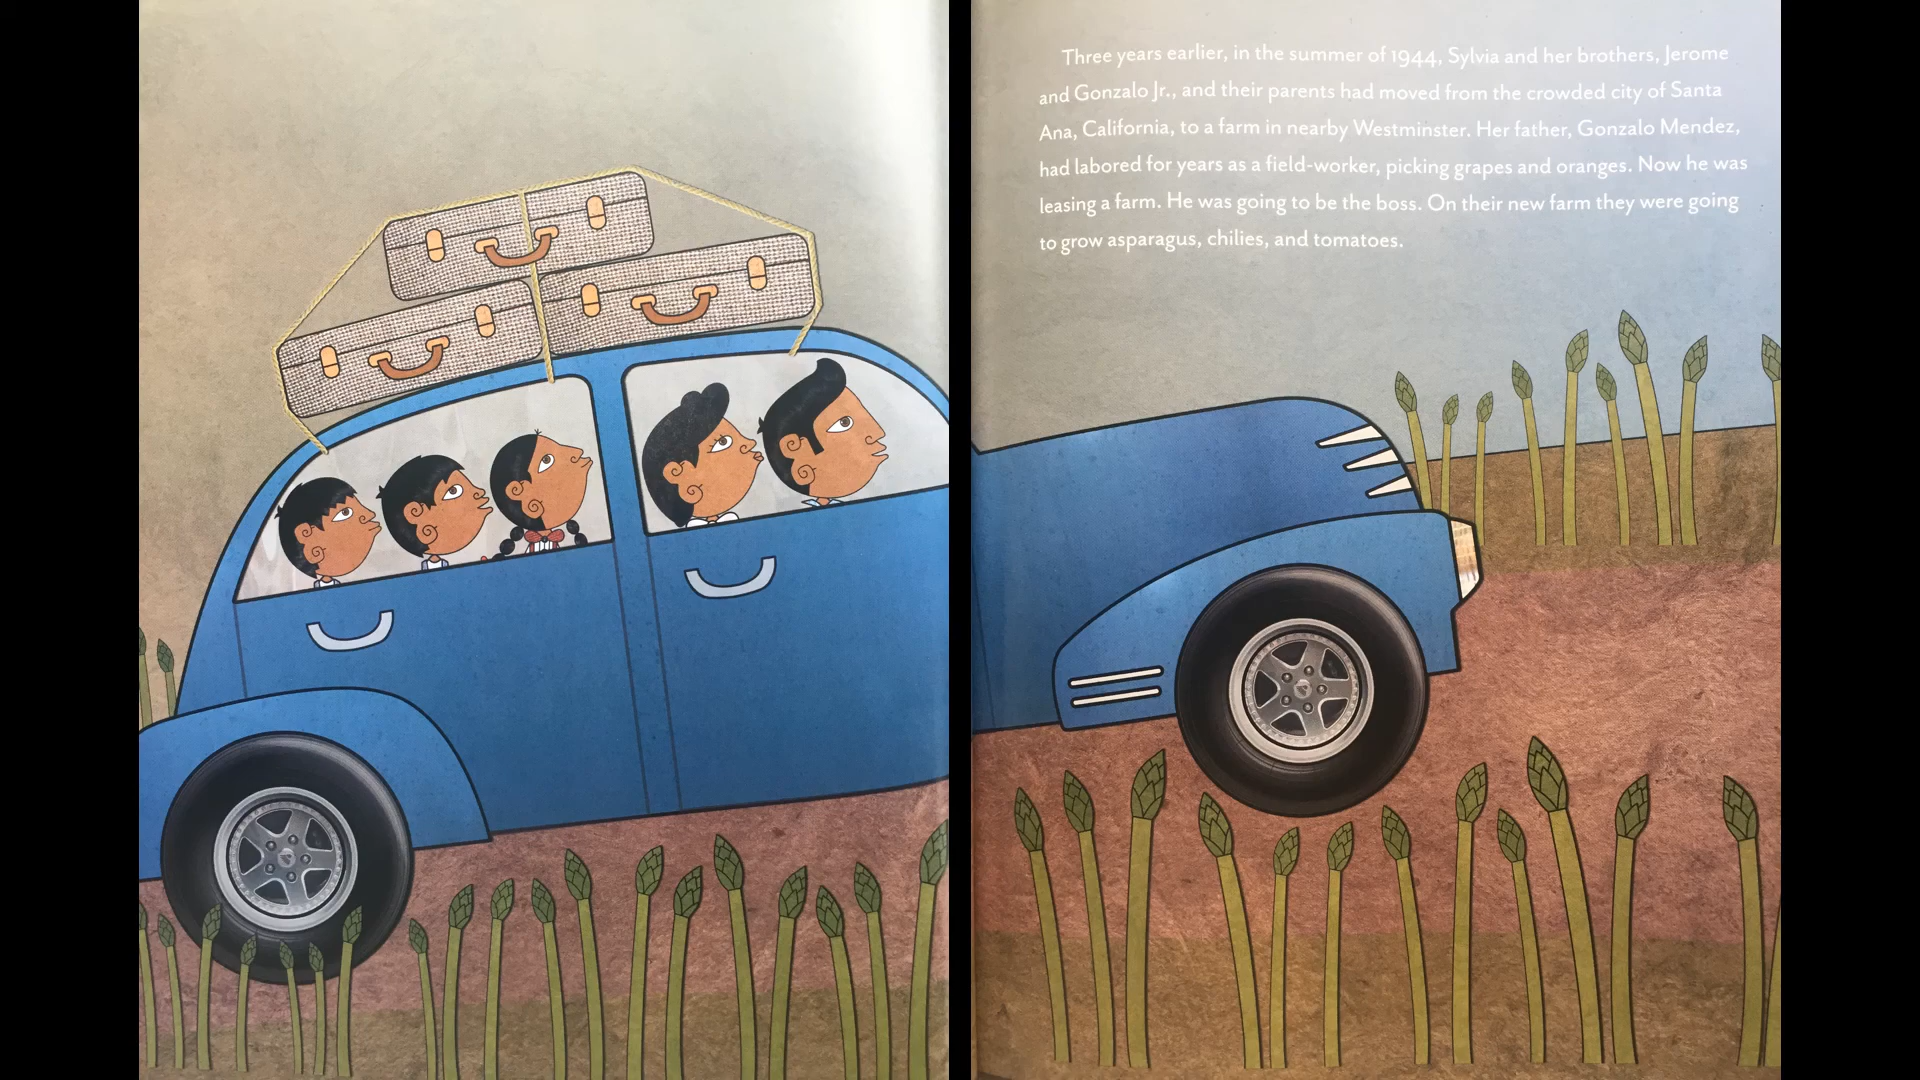 Three years earlier, in the summer of 1944, Sylvia and her brothers, Jerome
and Gonzalo Jr., and their parents had moved from the crowded city of Santa
Ana, California, to a farm in nearby Westminster. Her father, Gonzalo Mendez,
had labored for years as a field-worker, picking grapes and oranges. Now he was
leasing a farm. He was going to be the boss. On their new farm they were going
to grow asparagus, chilies, and tomatoes.